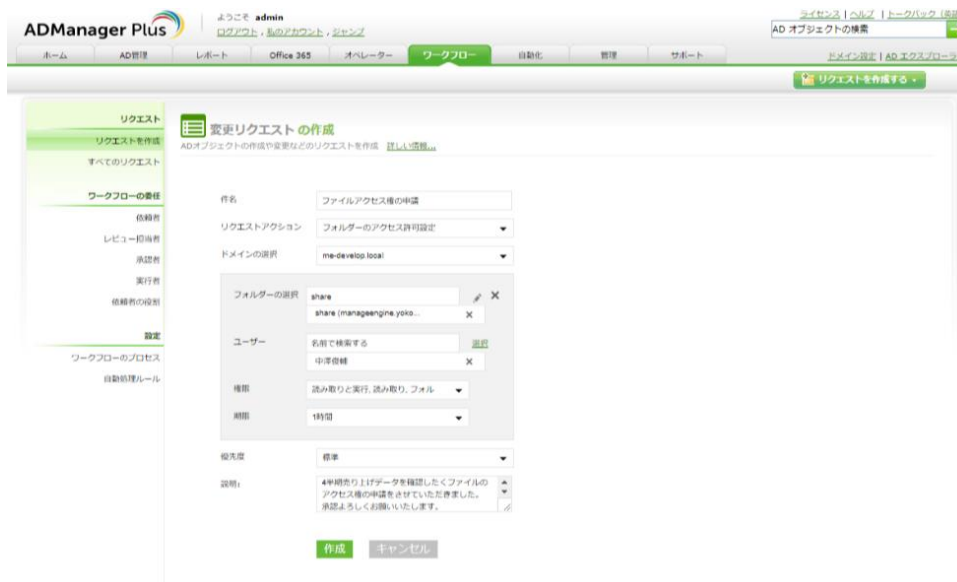 ADManager Plus
ようこそ admin
ログアウト , 私のアカウント , ジャンプ
ライセンス | ヘルプ | トークバック (英語
AD オブジェクトの検索
ホーム AD管理 レポート Office 365 オペレーター ワークフロー 自動化 管理 サポート
ドメイン設定 | AD エクスプローラ
リクエストを作成する
リクエスト
リクエストを作成
すべてのリクエスト
ワークフローの委任
依頼者
レビュー担当者
承認者
実行者
依頼者の役割
設定
ワークフローのプロセス
自動処理ルール
変更リクエスト の作成
ADオブジェクトの作成や変更などのリクエストを作成 詳しい情報...
件名 ファイルアクセス権の申請
リクエストアクション フォルダーのアクセス許可設定
ドメインの選択 me-develop.local
フォルダーの選択 share
share (manageengine.yoko...
ユーザー 名前で検索する 選択
中澤俊輔
権限 読み取りと実行, 読み取り, フォル
期限 1時間
優先度 標準
説明: 4半期売り上げデータを確認したくファイルの
アクセス権の申請をさせていただきました。
承認よろしくお願いいたします。
作成 キャンセル